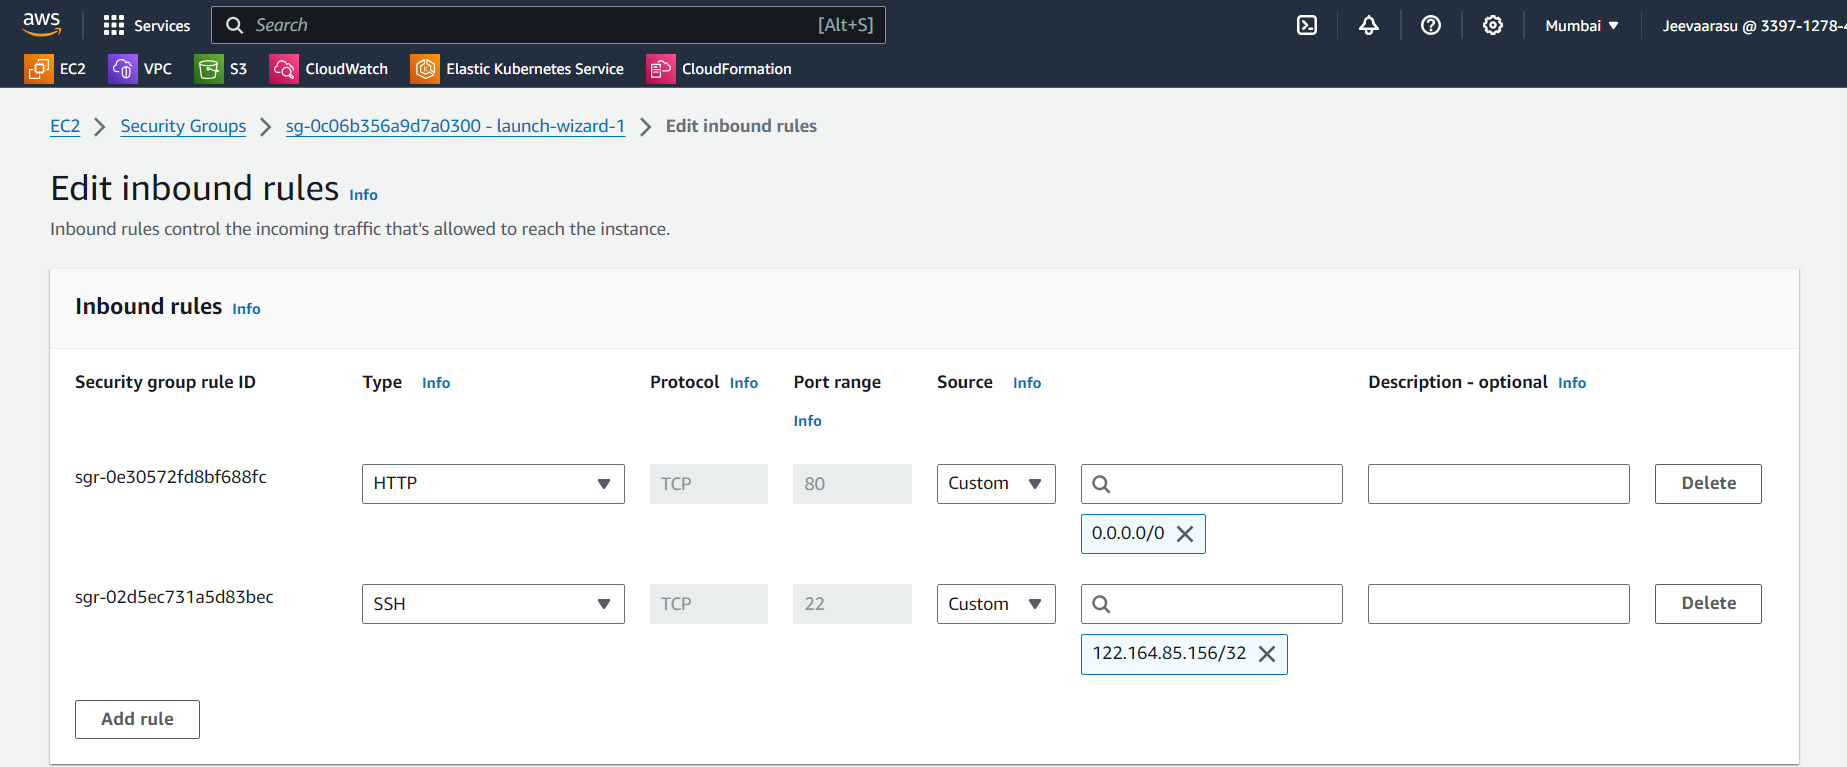 aws Services Search [Alt+S] Mumbai Jeevaarasu @ 3397-1278-
EC2 VPC S3 CloudWatch Elastic Kubernetes Service CloudFormation
EC2 Security Groups sg-0c06b356a9d7a0300 - launch-wizard-1 Edit inbound rules
Edit inbound rules Info
Inbound rules control the incoming traffic that's allowed to reach the instance.
Inbound rules Info
Security group rule ID Type Info Protocol Info Port range Source Info Description - optional Info
Info
sgr-0e30572fd8bf688fc HTTP TCP 80 Custom Delete
0.0.0.0/0
sgr-02d5ec731a5d83bec SSH TCP 22 Custom Delete
122.164.85.156/32
Add rule